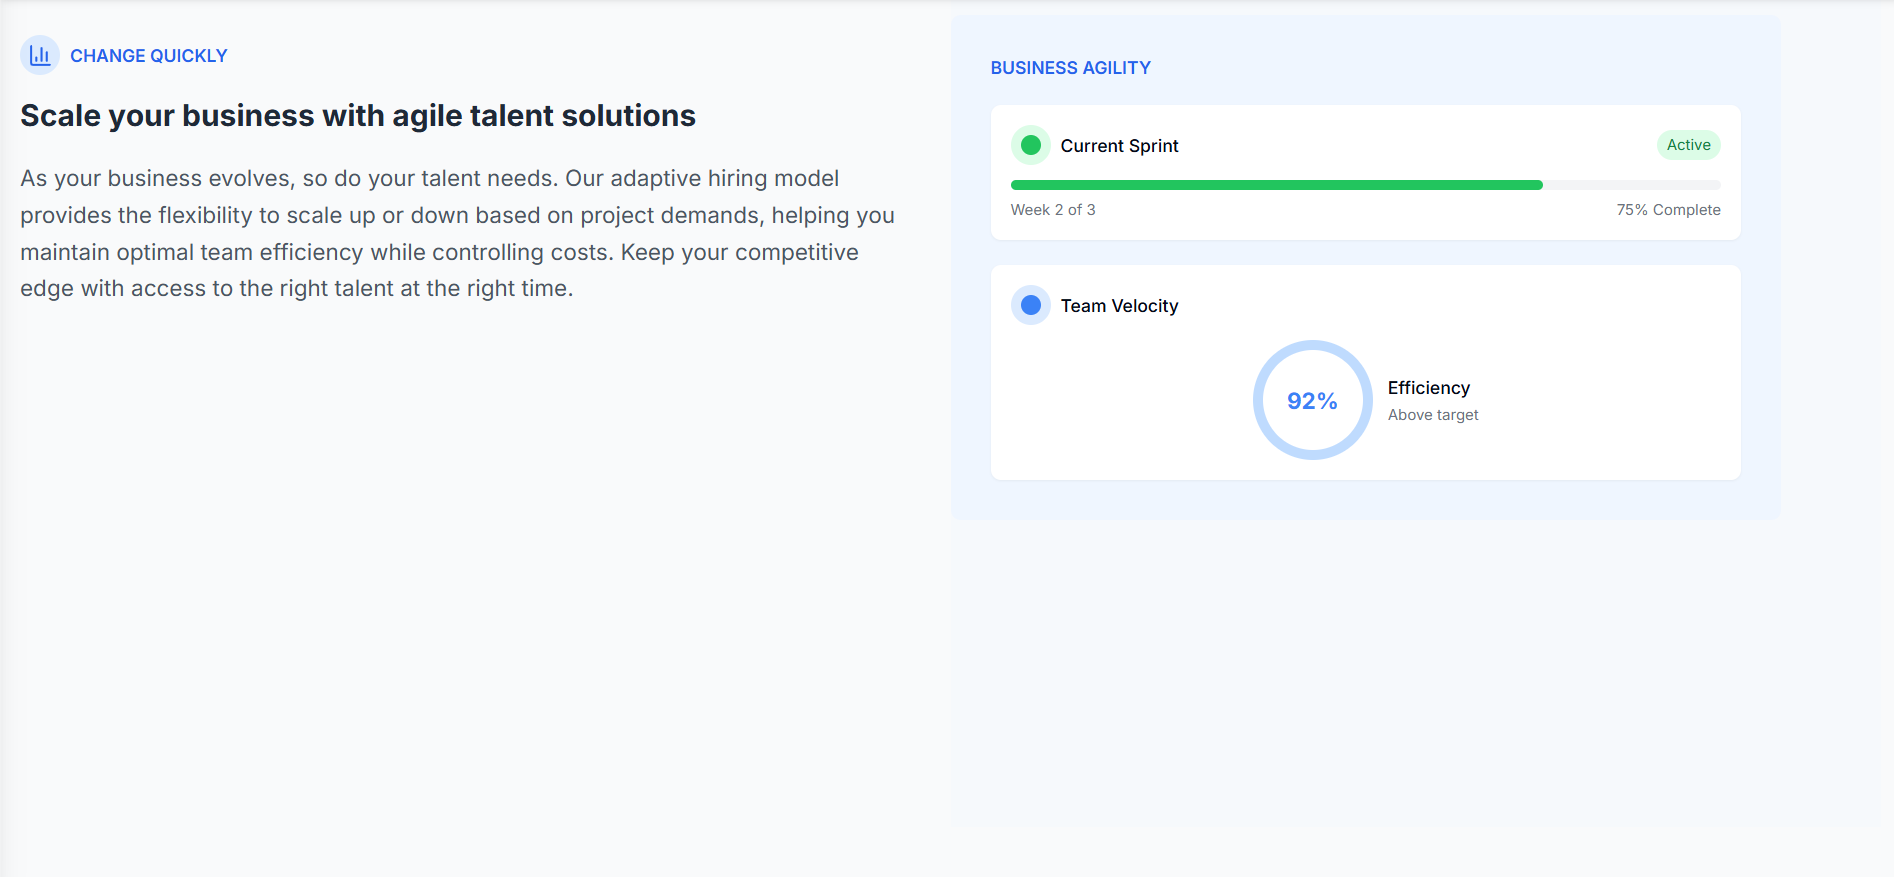 CHANGE QUICKLY
Scale your business with agile talent solutions
As your business evolves, so do your talent needs. Our adaptive hiring model
provides the flexibility to scale up or down based on project demands, helping you
maintain optimal team efficiency while controlling costs. Keep your competitive
edge with access to the right talent at the right time.
BUSINESS AGILITY
Current Sprint
Active
Week 2 of 3
75% Complete
Team Velocity
92%
Efficiency
Above target